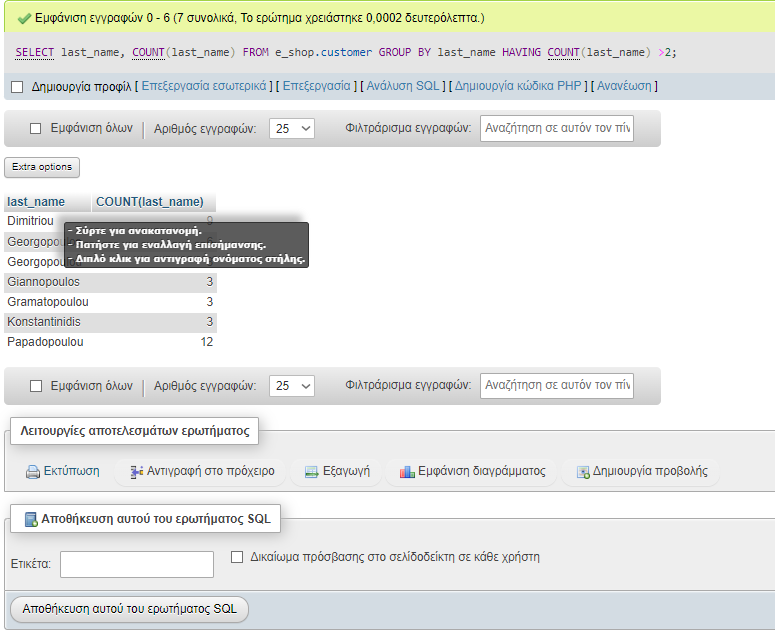 Εμφάνιση εγγραφών 0 - 6 (7 συνολικά, Το ερώτημα χρειάστηκε 0,0002 δευτερόλεπτα.)
SELECT last_name, COUNT(last_name) FROM e_shop.customer GROUP BY last_name HAVING COUNT(last_name) >2;
Δημιουργία προφίλ [ Επεξεργασία εσωτερικά ] [ Επεξεργασία ] [ Ανάλυση SQL ] [ Δημιουργία κώδικα PHP ] [ Ανανέωση ]
Εμφάνιση όλων | Αριθμός εγγραφών: 25 Φιλτράρισμα εγγραφών: Αναζήτηση σε αυτόν τον πίν
Extra options
last_name COUNT(last_name)
Dimitriou
- Σύρτε για ανακατανομή.
Georgopou
- Πατήστε για εναλλαγή επισήμανσης.
Georgopou
- Διπλό κλικ για αντιγραφή ονόματος στήλης.
Giannopoulos 3
Gramatopoulou 3
Konstantinidis 3
Papadopoulou 12
Εμφάνιση όλων | Αριθμός εγγραφών: 25 Φιλτράρισμα εγγραφών: Αναζήτηση σε αυτόν τον πίν
Λειτουργίες αποτελεσμάτων ερωτήματος
Εκτύπωση Αντιγραφή στο πρόχειρο Εξαγωγή Εμφάνιση διαγράμματος Δημιουργία προβολής
Αποθήκευση αυτού του ερωτήματος SQL
Ετικέτα: Δικαίωμα πρόσβασης στο σελιδοδείκτη σε κάθε χρήστη
Αποθήκευση αυτού του ερωτήματος SQL